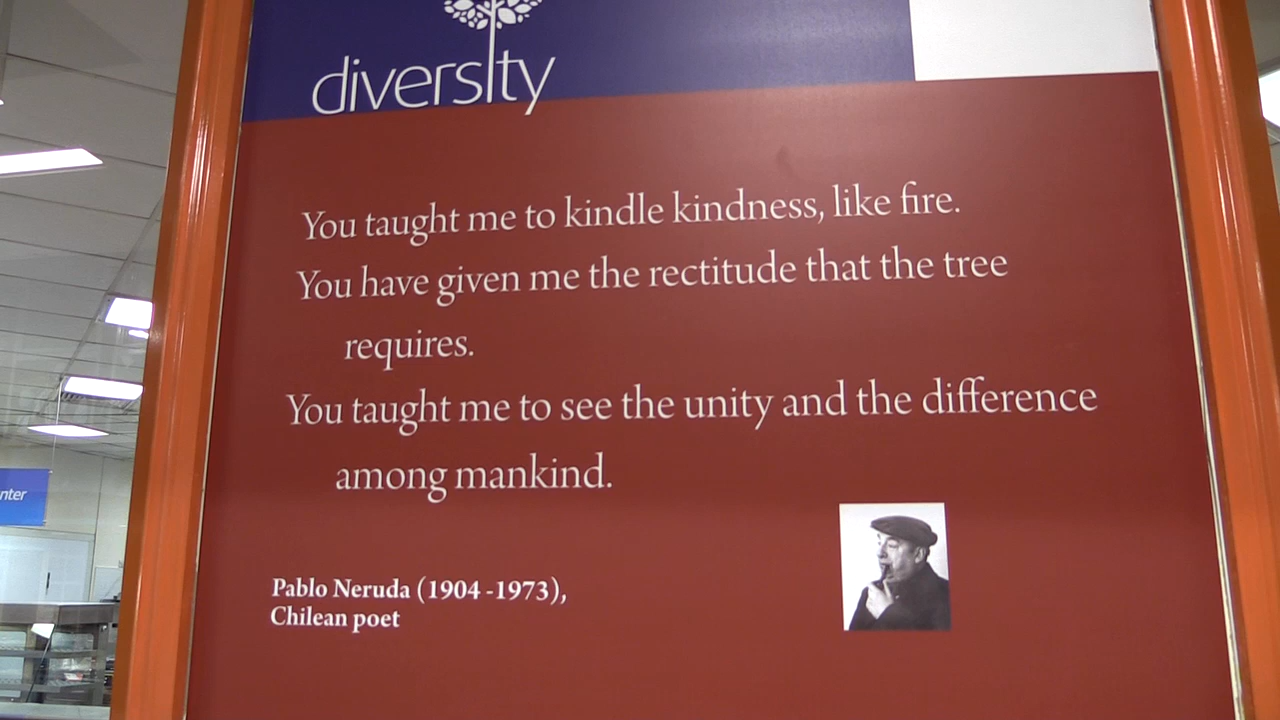 diversity
You taught me to kindle kindness, like fire.
You have given me the rectitude that the tree
requires.
You taught me to see the unity and the difference
among mankind.
Pablo Neruda (1904 -1973),
Chilean poet
nter